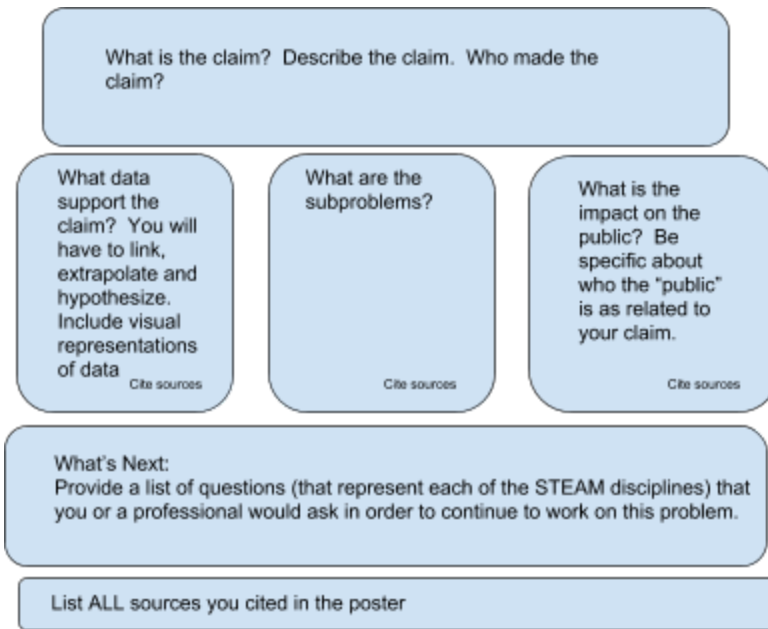 What is the claim?  Describe the claim.  Who made the
claim?
What data
support the
claim?  You will
have to link,
extrapolate and
hypothesize.
Include visual
representations
of data
Cite sources
What are the
subproblems?
Cite sources
What is the
impact on the
public?  Be
specific about
who the “public”
is as related to
your claim.
Cite sources
What’s Next:
Provide a list of questions (that represent each of the STEAM disciplines) that
you or a professional would ask in order to continue to work on this problem.
List ALL sources you cited in the poster